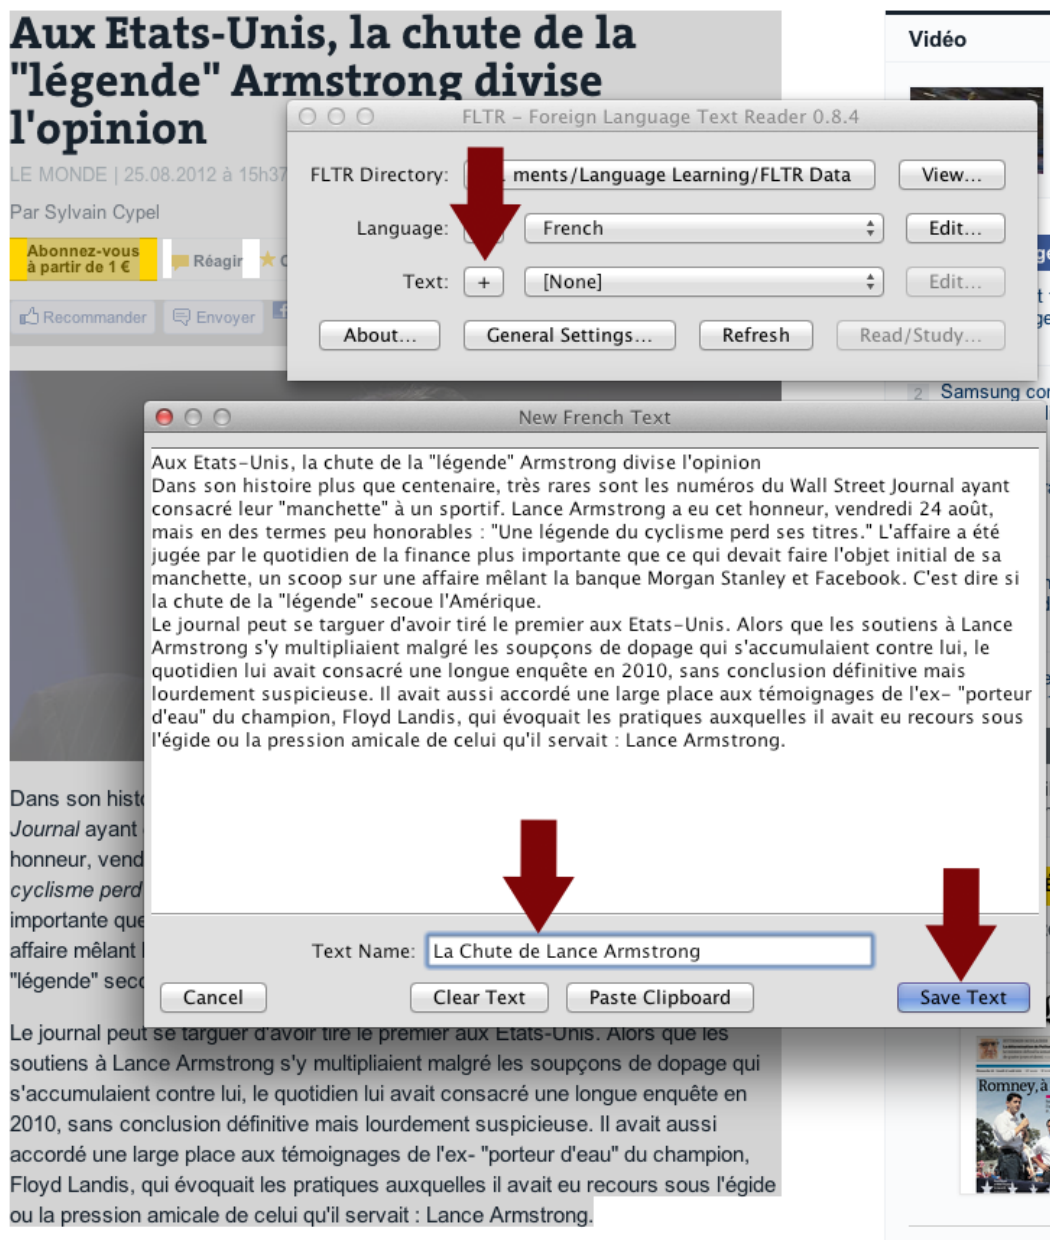 Aux Etats-Unis, la chute de la
"légende" Armstrong divise
l'opinion
LE MONDE | 25.08.2012 à 15h37
Par Sylvain Cypel
Abonnez-vous
à partir de 1 €
Réagir
Recommander
Envoyer
Vidéo
FLTR – Foreign Language Text Reader 0.8.4
FLTR Directory:
ments/Language Learning/FLTR Data
View...
Language:
French
Edit...
Text:
+
[None]
Edit...
About...
General Settings...
Refresh
Read/Study...
2 Samsung
New French Text
Aux Etats-Unis, la chute de la "légende" Armstrong divise l'opinion
Dans son histoire plus que centenaire, très rares sont les numéros du Wall Street Journal ayant
consacré leur "manchette" à un sportif. Lance Armstrong a eu cet honneur, vendredi 24 août,
mais en des termes peu honorables : "Une légende du cyclisme perd ses titres." L'affaire a été
jugée par le quotidien de la finance plus importante que ce qui devait faire l'objet initial de sa
manchette, un scoop sur une affaire mêlant la banque Morgan Stanley et Facebook. C'est dire si
la chute de la "légende" secoue l'Amérique.
Le journal peut se targuer d'avoir tiré le premier aux Etats-Unis. Alors que les soutiens à Lance
Armstrong s'y multipliaient malgré les soupçons de dopage qui s'accumulaient contre lui, le
quotidien lui avait consacré une longue enquête en 2010, sans conclusion définitive mais
lourdement suspicieuse. Il avait aussi accordé une large place aux témoignages de l'ex- "porteur
d'eau" du champion, Floyd Landis, qui évoquait les pratiques auxquelles il avait eu recours sous
l'égide ou la pression amicale de celui qu'il servait : Lance Armstrong.
Text Name:
La Chute de Lance Armstrong
Cancel
Clear Text
Paste Clipboard
Save Text
Dans son
Journal ayant
honneur,
cyclisme perd
importante que
affaire mêlant
"légende"
Le journal peut se targuer d'avoir tiré le premier aux Etats-Unis. Alors que les
soutiens à Lance Armstrong s'y multipliaient malgré les soupçons de dopage qui
s'accumulaient contre lui, le quotidien lui avait consacré une longue enquête en
2010, sans conclusion définitive mais lourdement suspicieuse. Il avait aussi
accordé une large place aux témoignages de l'ex- "porteur d'eau" du champion,
Floyd Landis, qui évoquait les pratiques auxquelles il avait eu recours sous l'égide
ou la pression amicale de celui qu'il servait : Lance Armstrong.
Romney, à